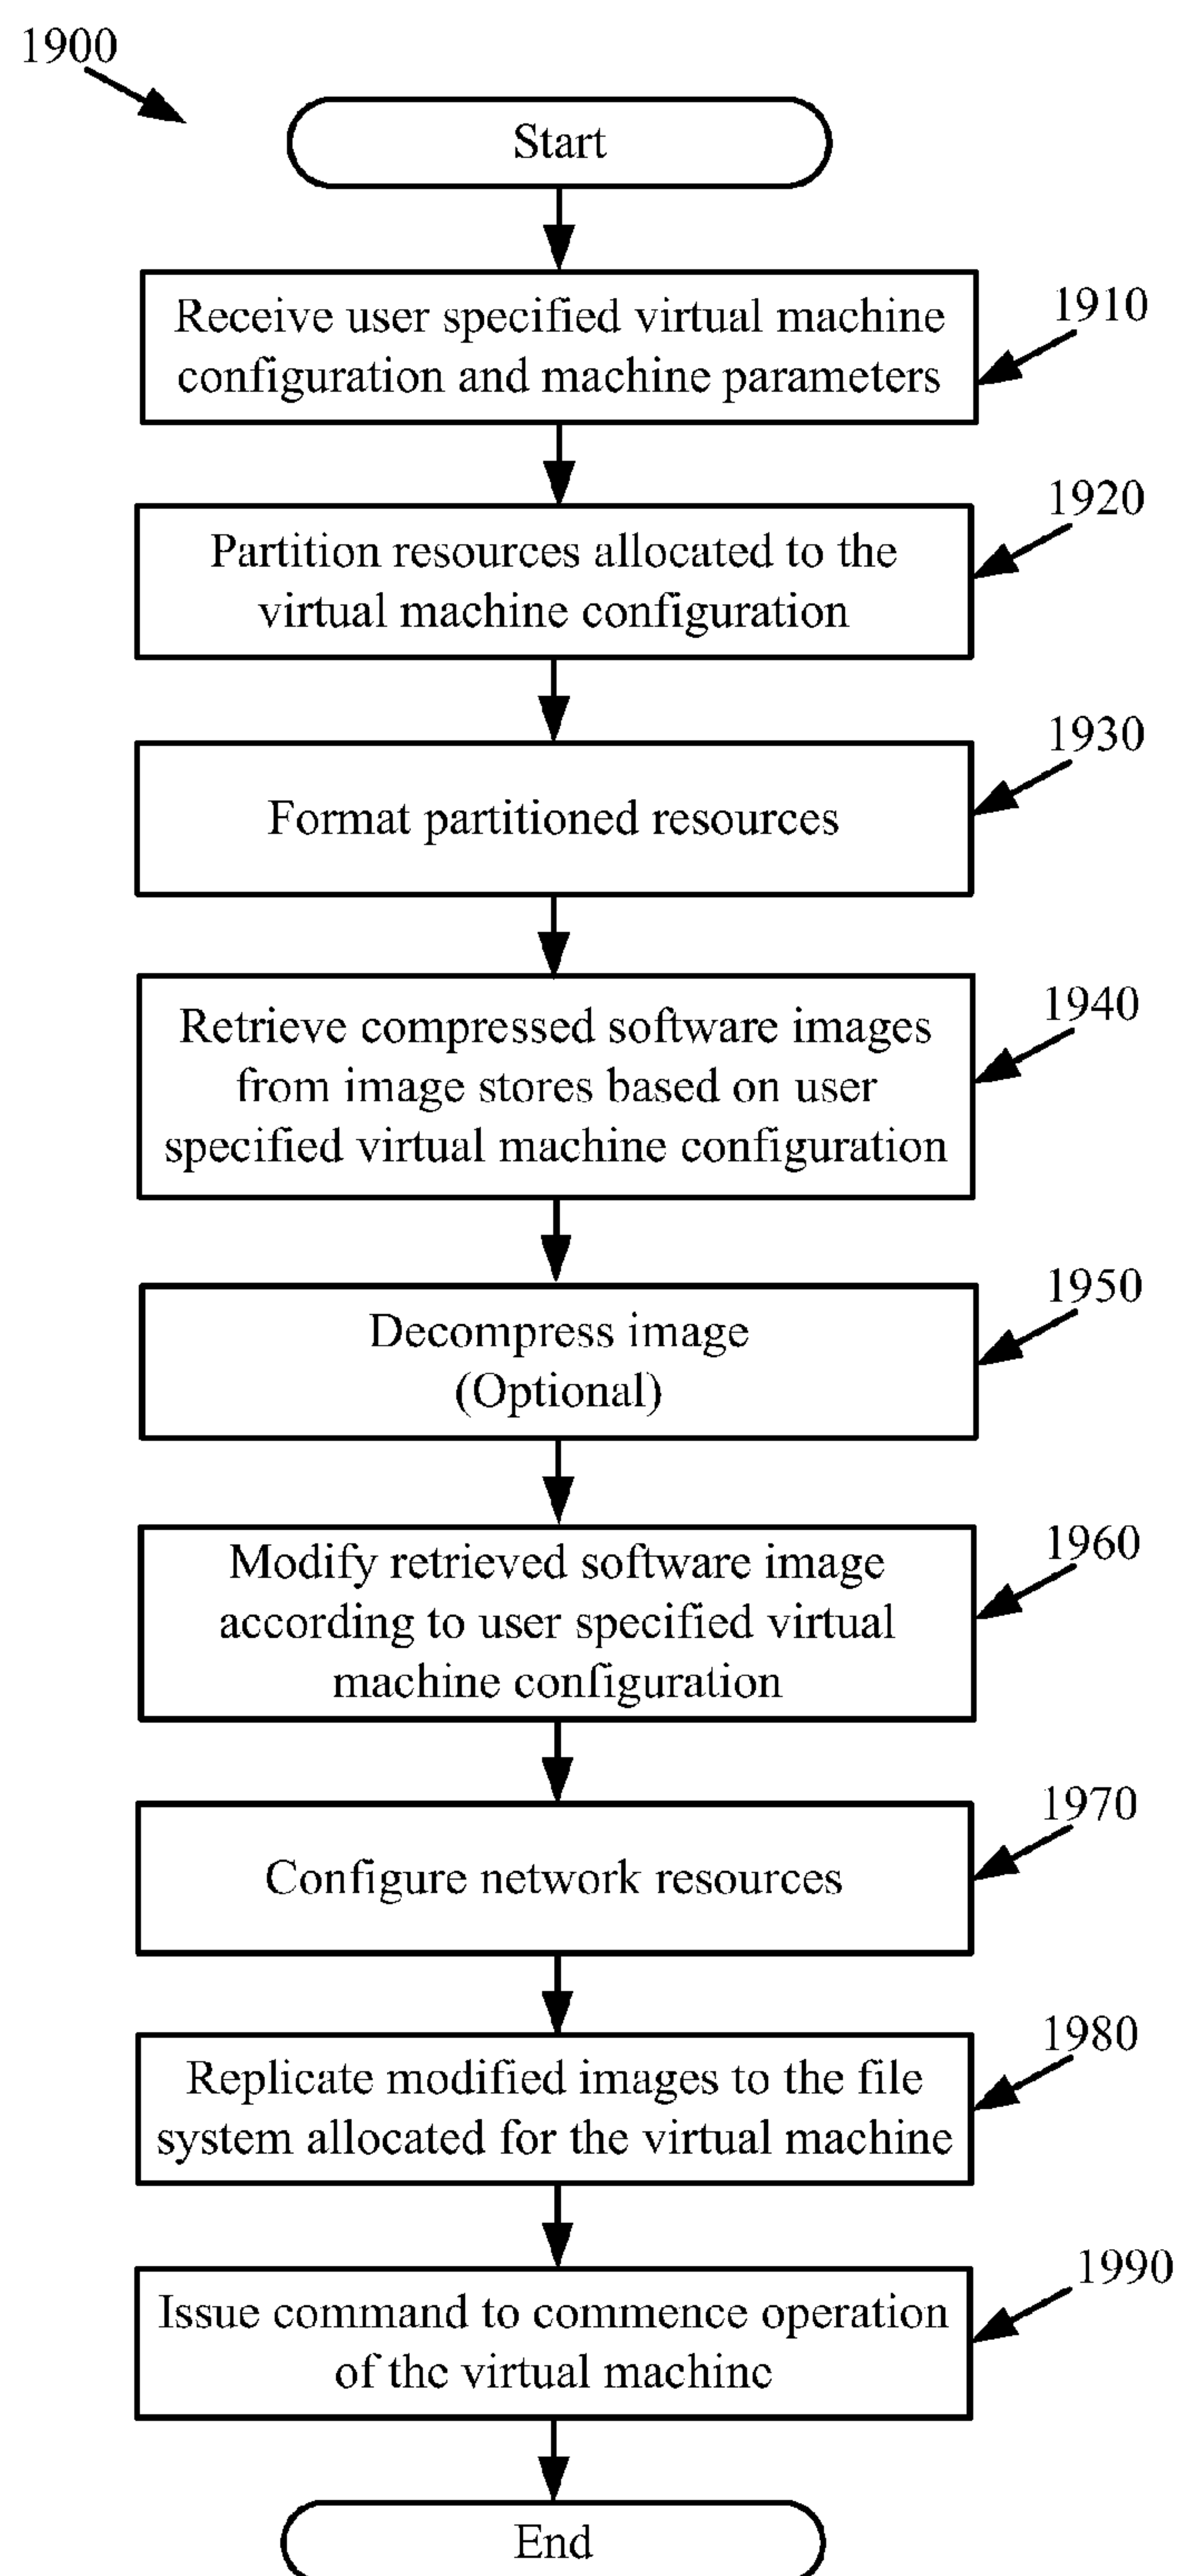 1900
Start
Receive user specified virtual machine
configuration and machine parameters
1910
Partition resources allocated to the
virtual machine configuration
1920
Format partitioned resources
1930
Retrieve compressed software images
from image stores based on user
specified virtual machine configuration
1940
Decompress image
(Optional)
1950
Modify retrieved software image
according to user specified virtual
machine configuration
1960
Configure network resources
1970
Replicate modified images to the file
system allocated for the virtual machine
1980
Issue command to commence operation
of the virtual machine
1990
End